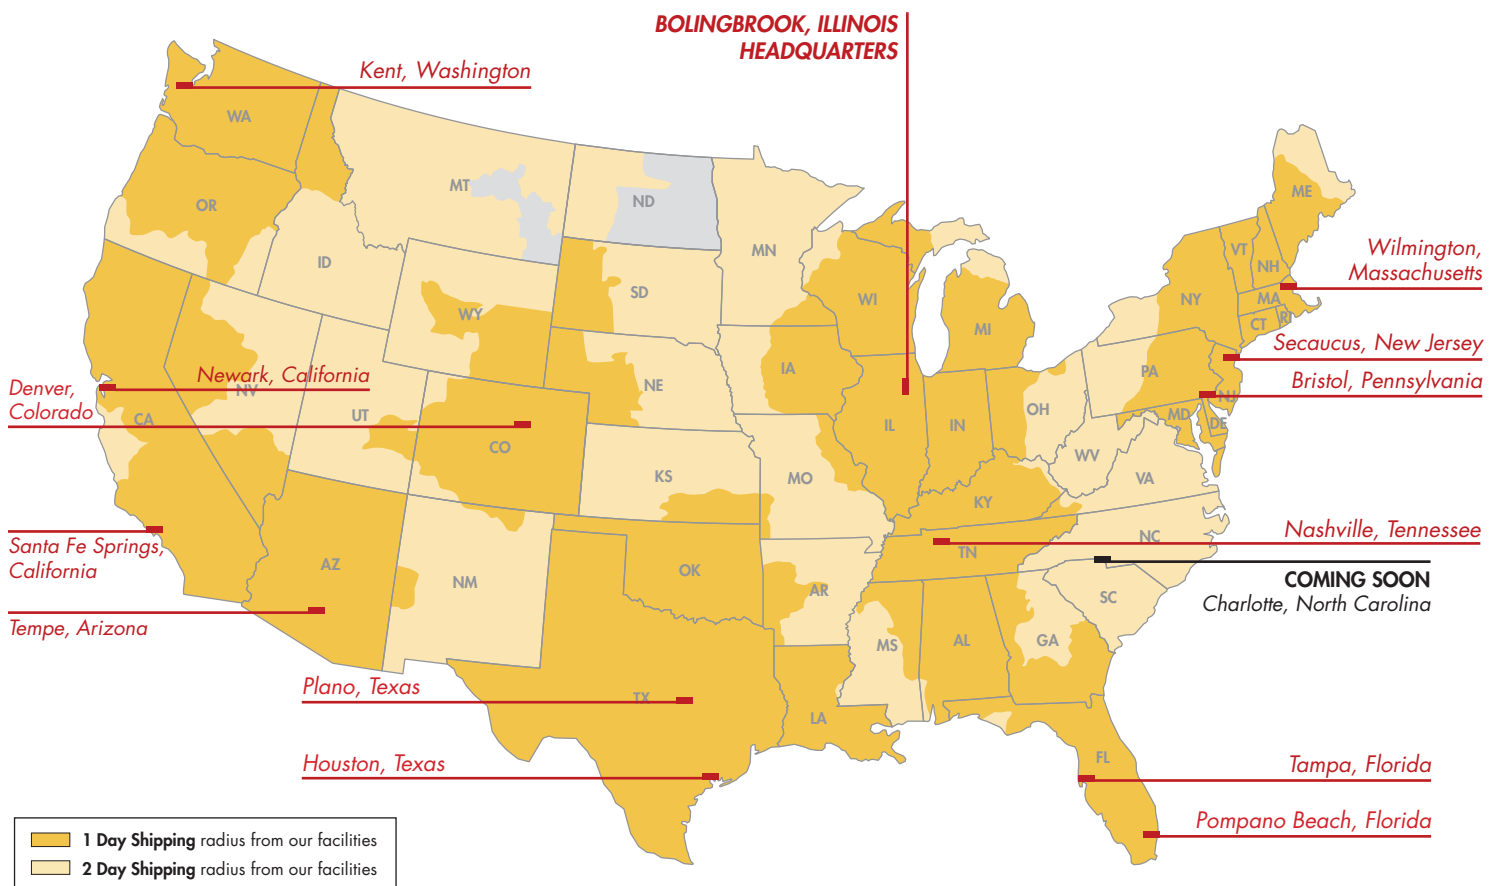 BOLINGBROOK, ILLINOIS
HEADQUARTERS
Kent, Washington
WA
OR
MT
ND
MN
ID
WY
SD
WI
MI
ME
VT
NH
NY
MA
CT
RI
Wilmington,
Massachusetts
Secaucus, New Jersey
Bristol, Pennsylvania
Newark, California
Denver,
Colorado
CA
NV
UT
CO
NE
IA
IL
IN
OH
PA
NJ
MD
DE
WV
VA
KS
MO
KY
Santa Fe Springs,
California
Tempe, Arizona
AZ
NM
OK
AR
TN
NC
SC
Nashville, Tennessee
COMING SOON
Charlotte, North Carolina
MS
AL
GA
Plano, Texas
TX
LA
FL
Houston, Texas
Tampa, Florida
Pompano Beach, Florida
1 Day Shipping radius from our facilities
2 Day Shipping radius from our facilities